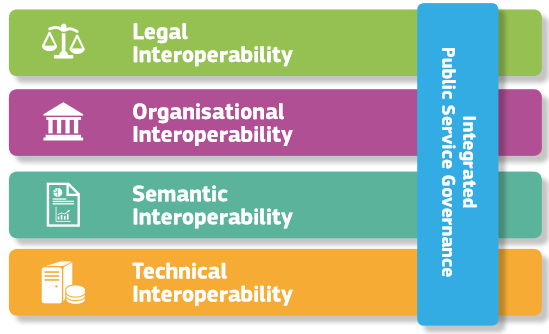 Legal
Interoperability
Organisational
Interoperability
Semantic
Interoperability
Technical
Interoperability
Integrated
Public Service Governance